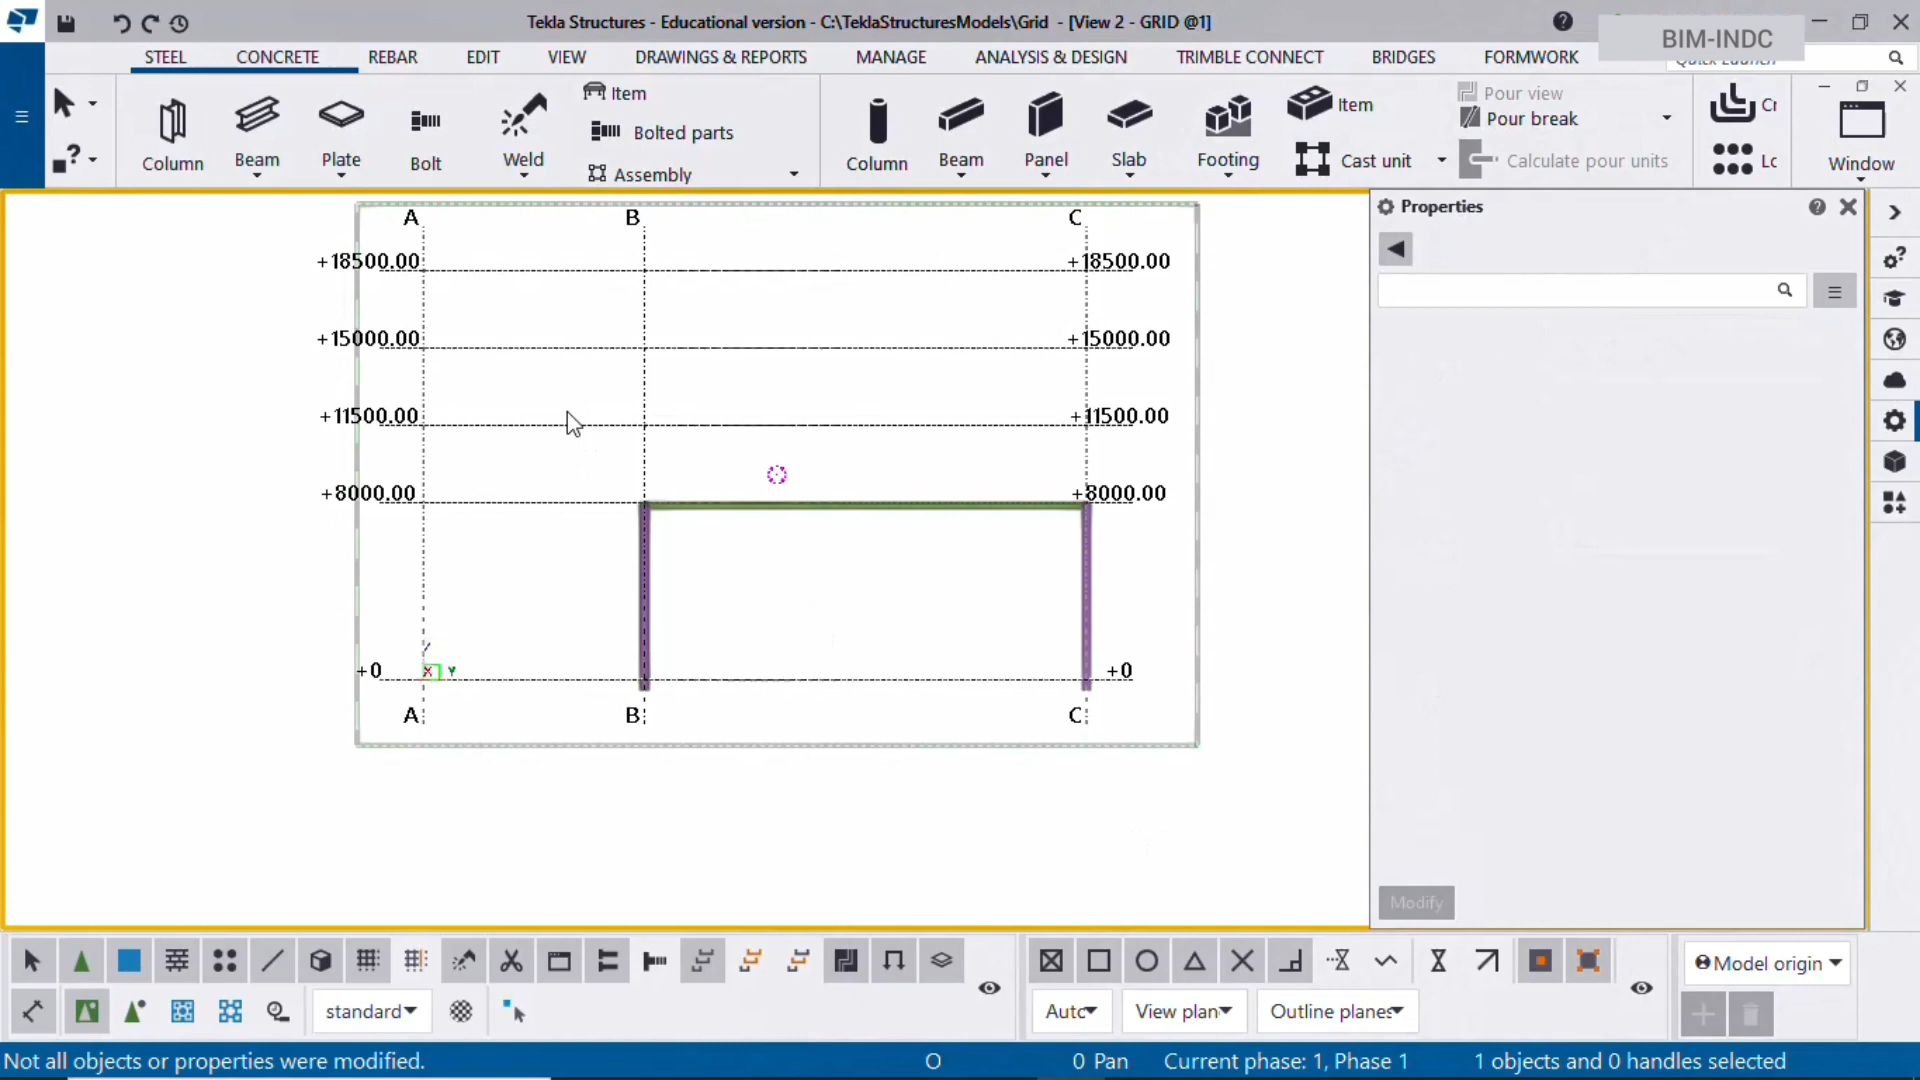 Tekla Structures - Educational version - C:\TeklaStructuresModels\Grid - [View 2 - GRID @1]
BIM-INDC
STEEL CONCRETE REBAR EDIT VIEW DRAWINGS & REPORTS MANAGE ANALYSIS & DESIGN TRIMBLE CONNECT BRIDGES FORMWORK Quick Launch
Column Beam Plate Bolt Weld
Item
Bolted parts
Assembly
Column Beam Panel Slab Footing
Item
Cast unit
Pour view
Pour break
Calculate pour units
Window
A B C
+18500.00 +18500.00
+15000.00 +15000.00
+11500.00 +11500.00
+8000.00 +8000.00
X Y
+0 +0
A B C
Properties
Modify
standard
Auto View plan Outline planes
Model origin
Not all objects or properties were modified. O 0 Pan Current phase: 1, Phase 1 1 objects and 0 handles selected